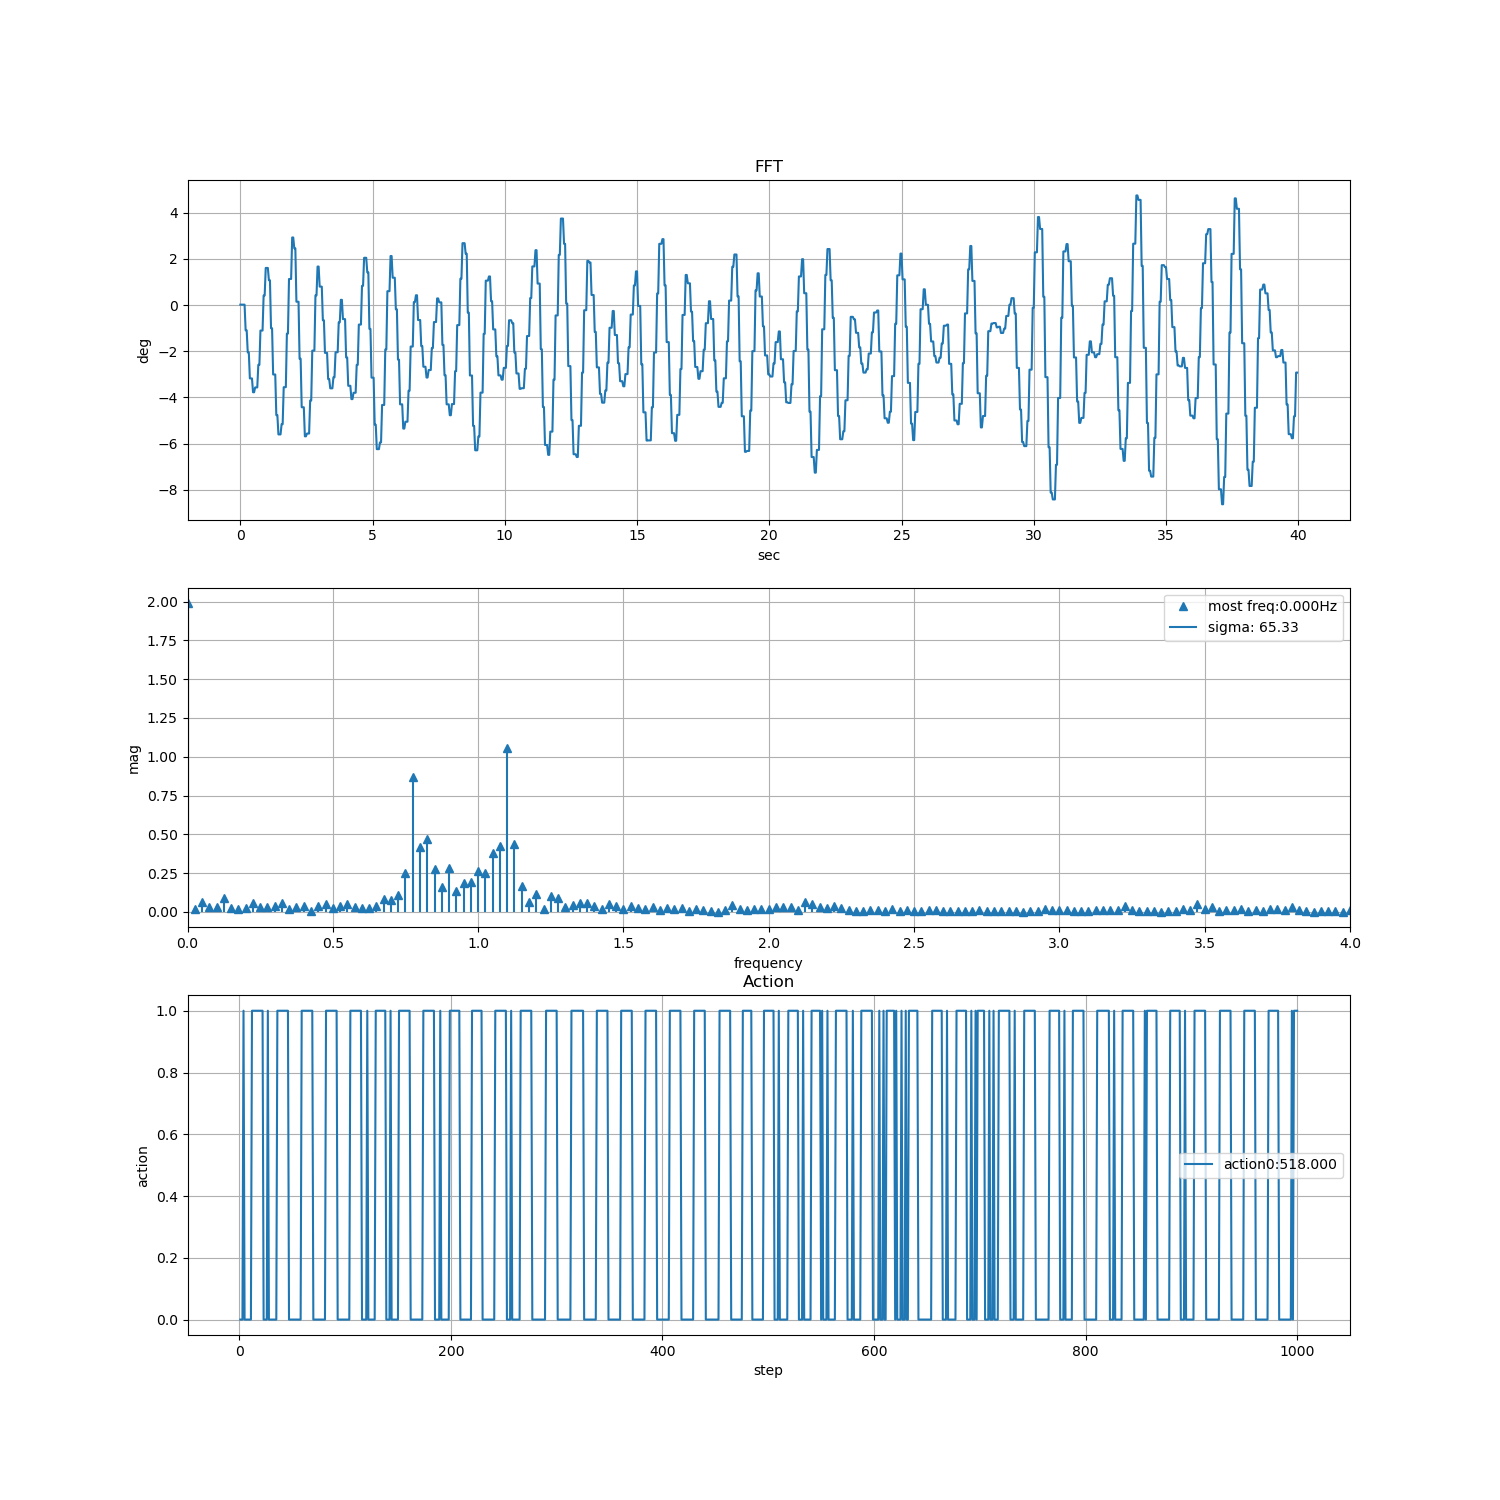 FFT
4
2
0
−2
−4
−6
−8
deg
0 5 10 15 20 25 30 35 40
sec
2.00
1.75
1.50
1.25
1.00
0.75
0.50
0.25
0.00
mag
most freq:0.000Hz
sigma: 65.33
0.0 0.5 1.0 1.5 2.0 2.5 3.0 3.5 4.0
frequency
Action
1.0
0.8
0.6
0.4
0.2
0.0
action
action0:518.000
0 200 400 600 800 1000
step